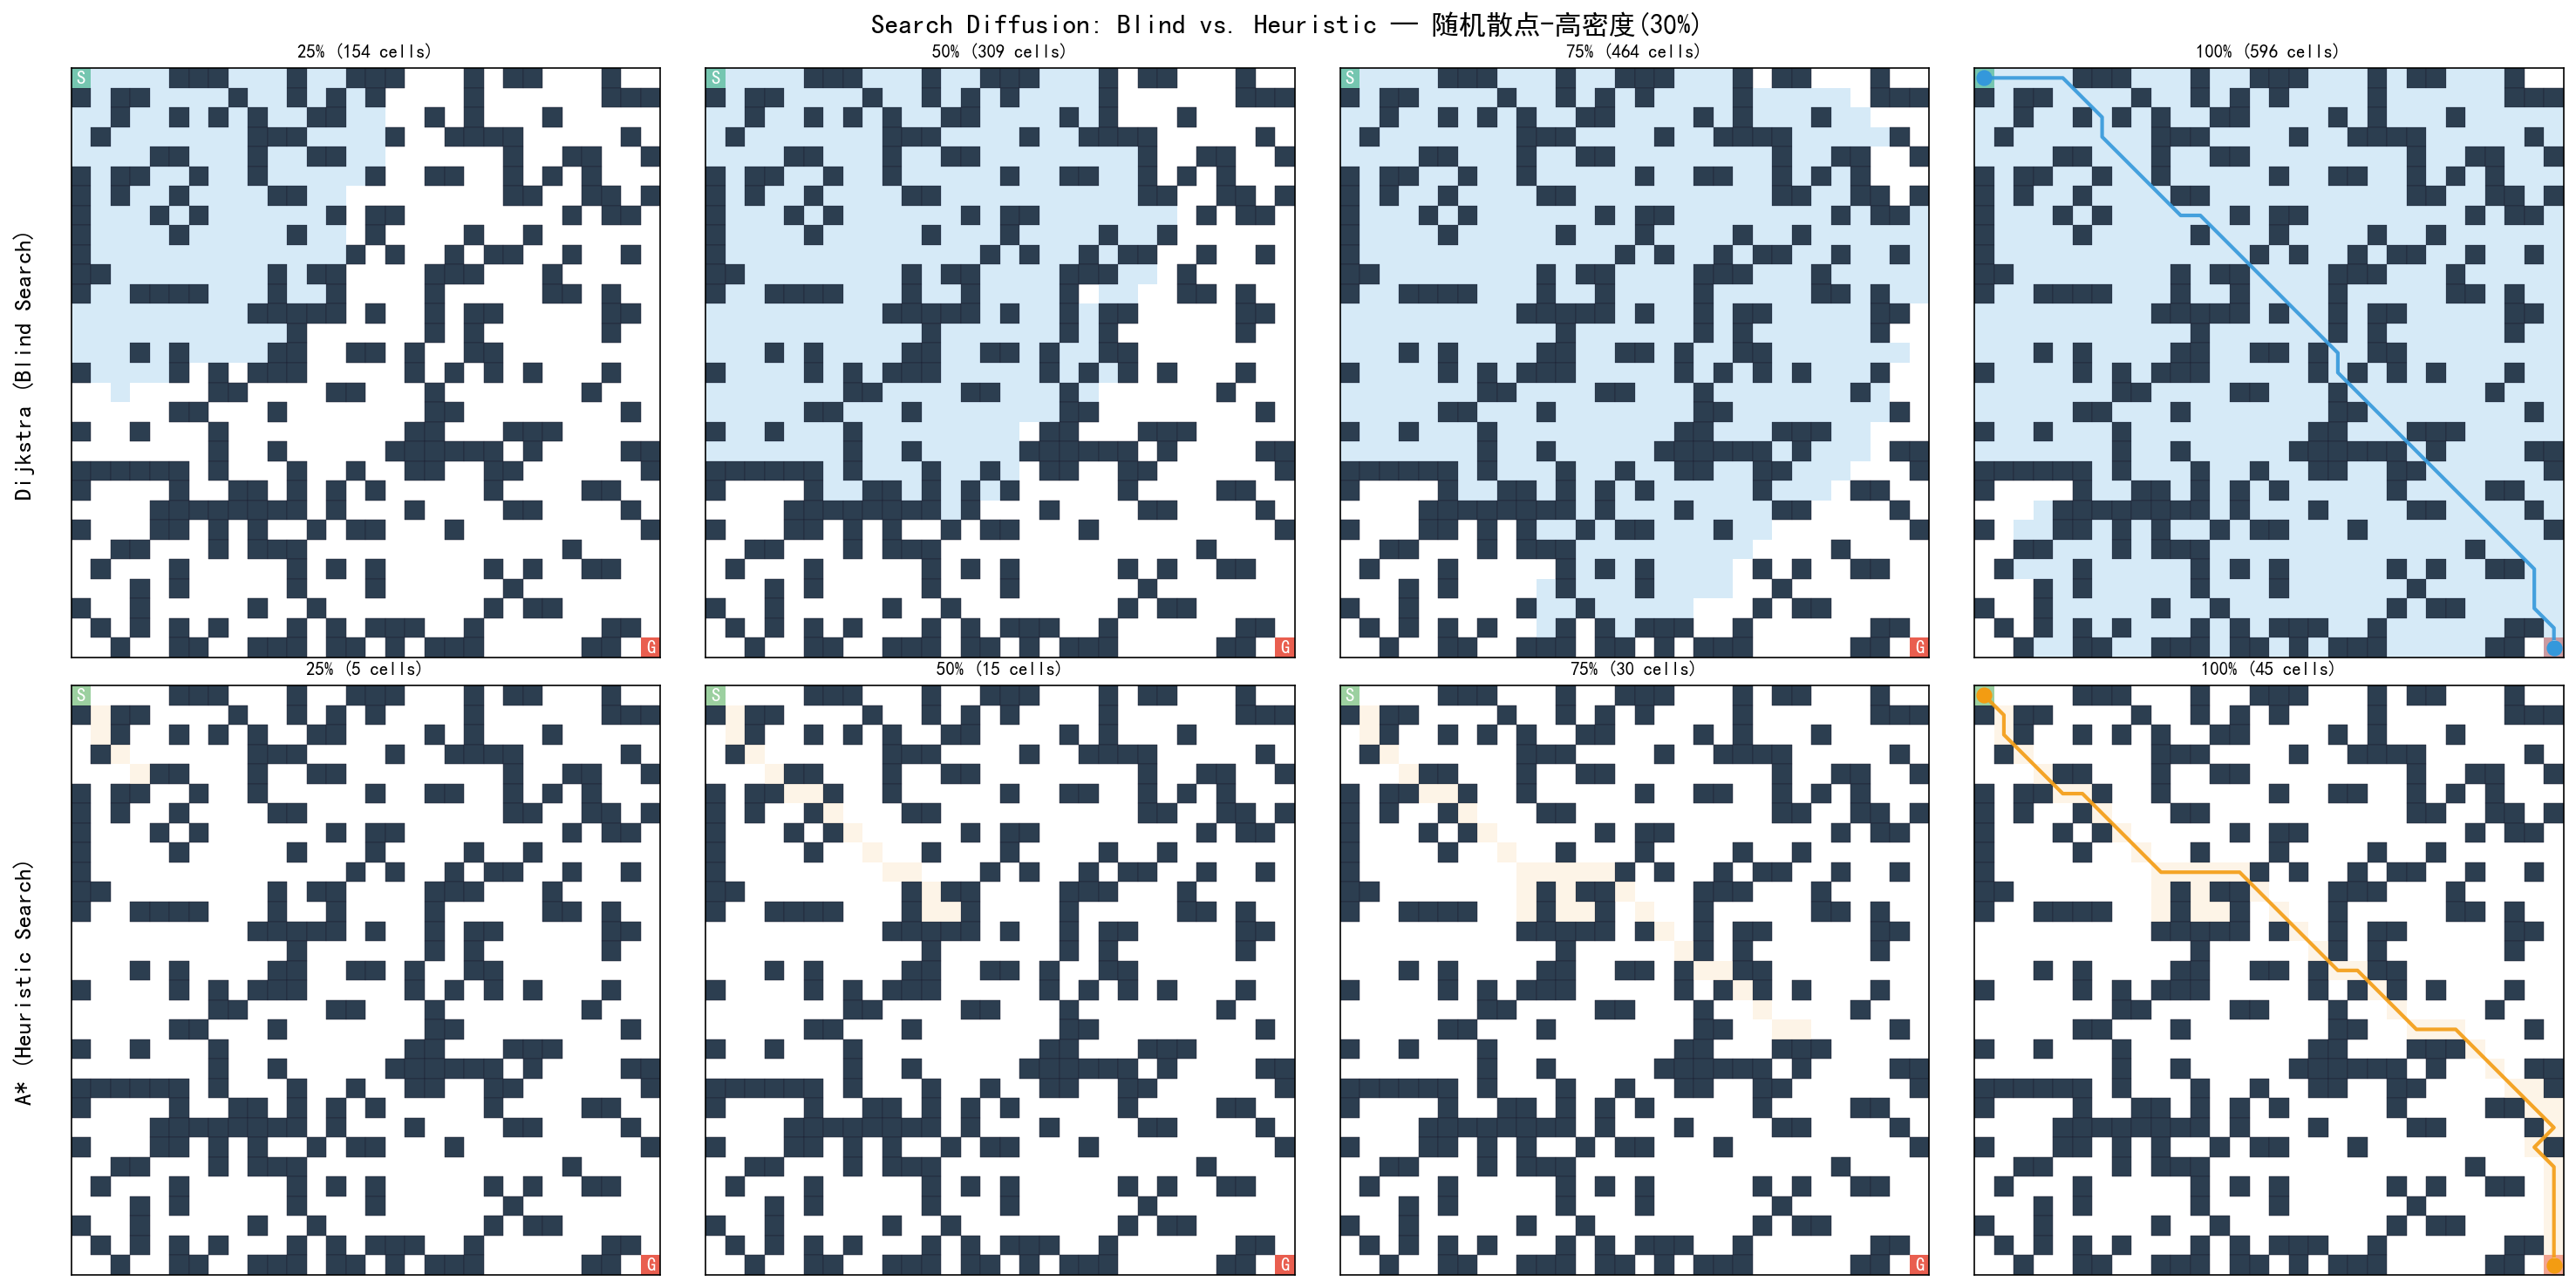 Search Diffusion: Blind vs. Heuristic — 随机散点-高密度(30%)
25% (154 cells)
50% (309 cells)
75% (464 cells)
100% (596 cells)
Dijkstra (Blind Search)
S
G
S
G
S
G
25% (5 cells)
50% (15 cells)
75% (30 cells)
100% (45 cells)
A* (Heuristic Search)
S
G
S
G
S
G